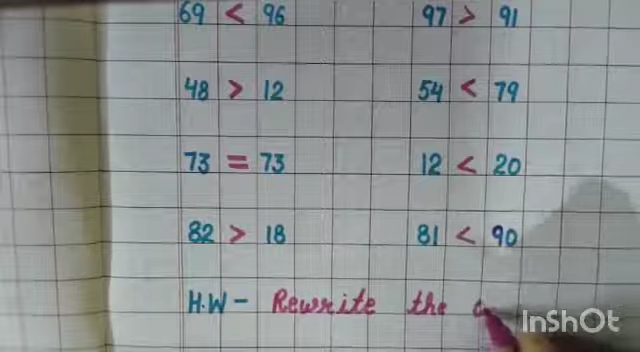 69 < 96 97 > 91
48 > 12 54 < 79
73 = 73 12 < 20
82 > 18 81 < 90
H.W - Rewrite the
InShOt